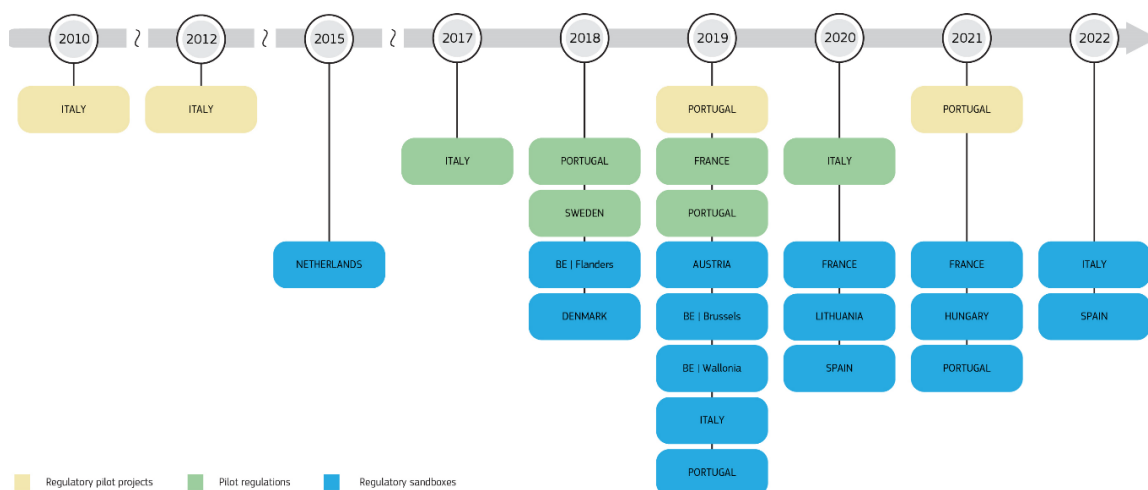 2010 2012 2015 2017 2018 2019 2020 2021 2022
ITALY ITALY PORTUGAL PORTUGAL
ITALY PORTUGAL FRANCE ITALY
SWEDEN PORTUGAL
NETHERLANDS BE | Flanders AUSTRIA FRANCE FRANCE ITALY
DENMARK BE | Brussels LITHUANIA HUNGARY SPAIN
BE | Wallonia SPAIN PORTUGAL
ITALY
PORTUGAL
Regulatory pilot projects Pilot regulations Regulatory sandboxes